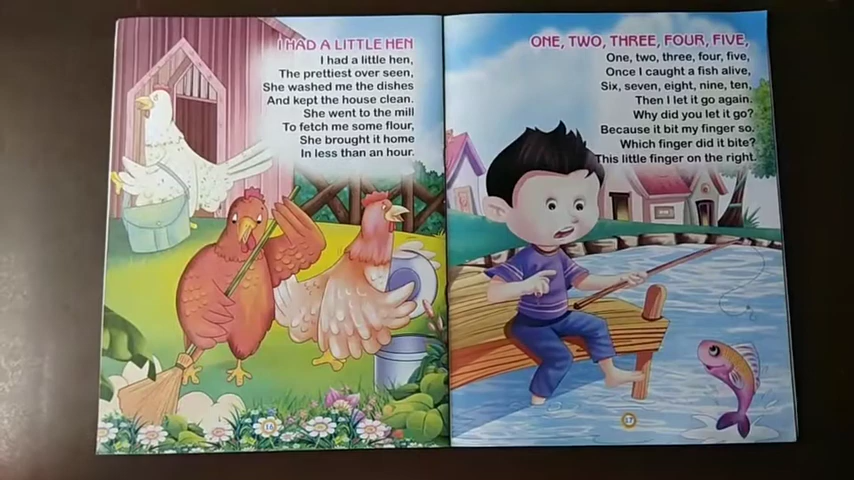 I HAD A LITTLE HEN
I had a little hen,
The prettiest over seen,
She washed me the dishes
And kept the house clean.
She went to the mill
To fetch me some flour,
She brought it home
In less than an hour.
16
ONE, TWO, THREE, FOUR, FIVE,
One, two, three, four, five,
Once I caught a fish alive,
Six, seven, eight, nine, ten,
Then I let it go again.
Why did you let it go?
Because it bit my finger so.
Which finger did it bite?
This little finger on the right.
17